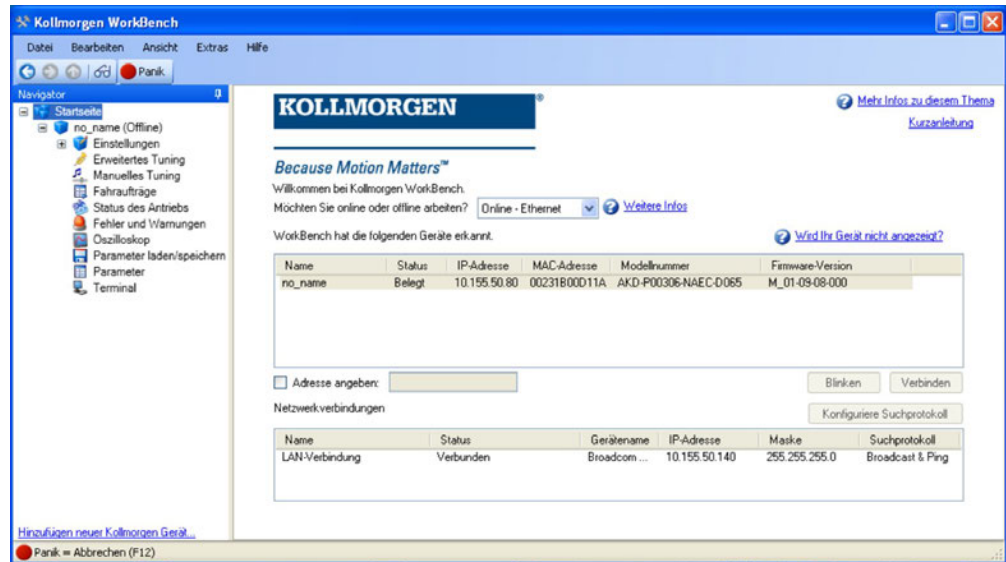 Kollmorgen WorkBench
Datei Bearbeiten Ansicht Extras Hilfe
Panik
Navigator
Startseite
no_name (Offline)
Einstellungen
Erweitertes Tuning
Manuelles Tuning
Fahraufträge
Status des Antriebs
Fehler und Warnungen
Oszilloskop
Parameter laden/speichern
Parameter
Terminal
Hinzufügen neuer Kollmorgen Gerät...
KOLLMORGEN®
Because Motion Matters™
Mehr Infos zu diesem Thema
Kurzanleitung
Willkommen bei Kollmorgen WorkBench.
Möchten Sie online oder offline arbeiten? Online - Ethernet Weitere Infos
WorkBench hat die folgenden Geräte erkannt. Wird Ihr Gerät nicht angezeigt?
Name Status IP-Adresse MAC-Adresse Modellnummer Firmware-Version
no_name Belegt 10.155.50.80 00231B00D11A AKD-P00306-NAEC-D065 M_01-09-08-000
Adresse angeben: Blinken Verbinden
Netzwerkverbindungen Konfiguriere Suchprotokoll
Name Status Gerätename IP-Adresse Maske Suchprotokoll
LAN-Verbindung Verbunden Broadcom ... 10.155.50.140 255.255.255.0 Broadcast & Ping
Panik = Abbrechen (F12)